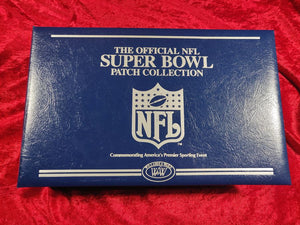 THE OFFICIAL NFL
SUPER BOWL
PATCH COLLECTION
NFL
Commemorating America's Premier Sporting Event